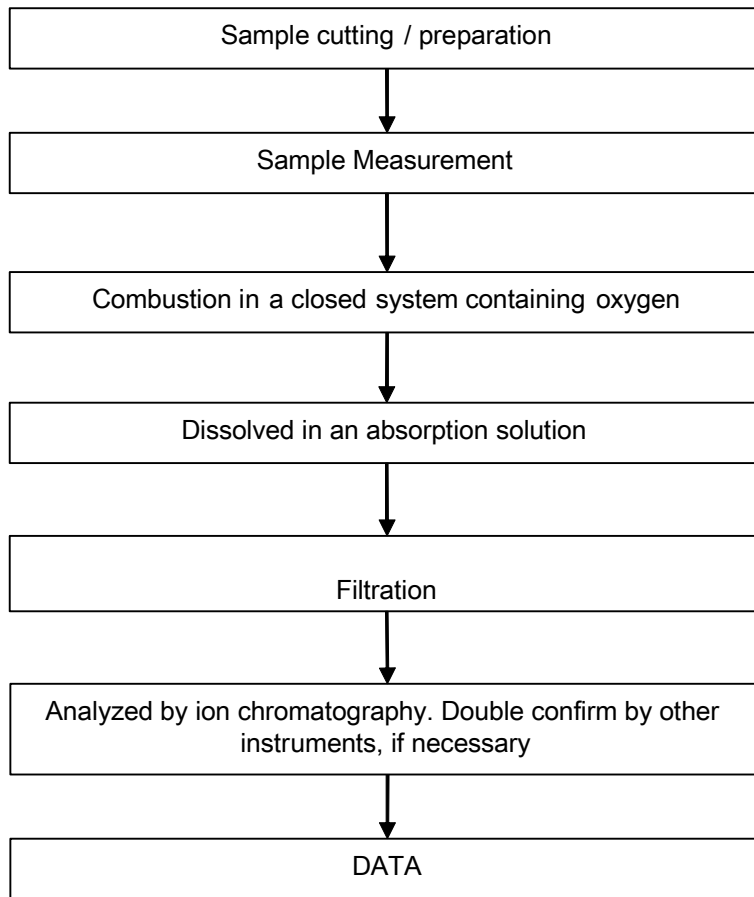 Sample cutting / preparation
Sample Measurement
Combustion in a closed system containing oxygen
Dissolved in an absorption solution
Filtration
Analyzed by ion chromatography. Double confirm by other
instruments, if necessary
DATA